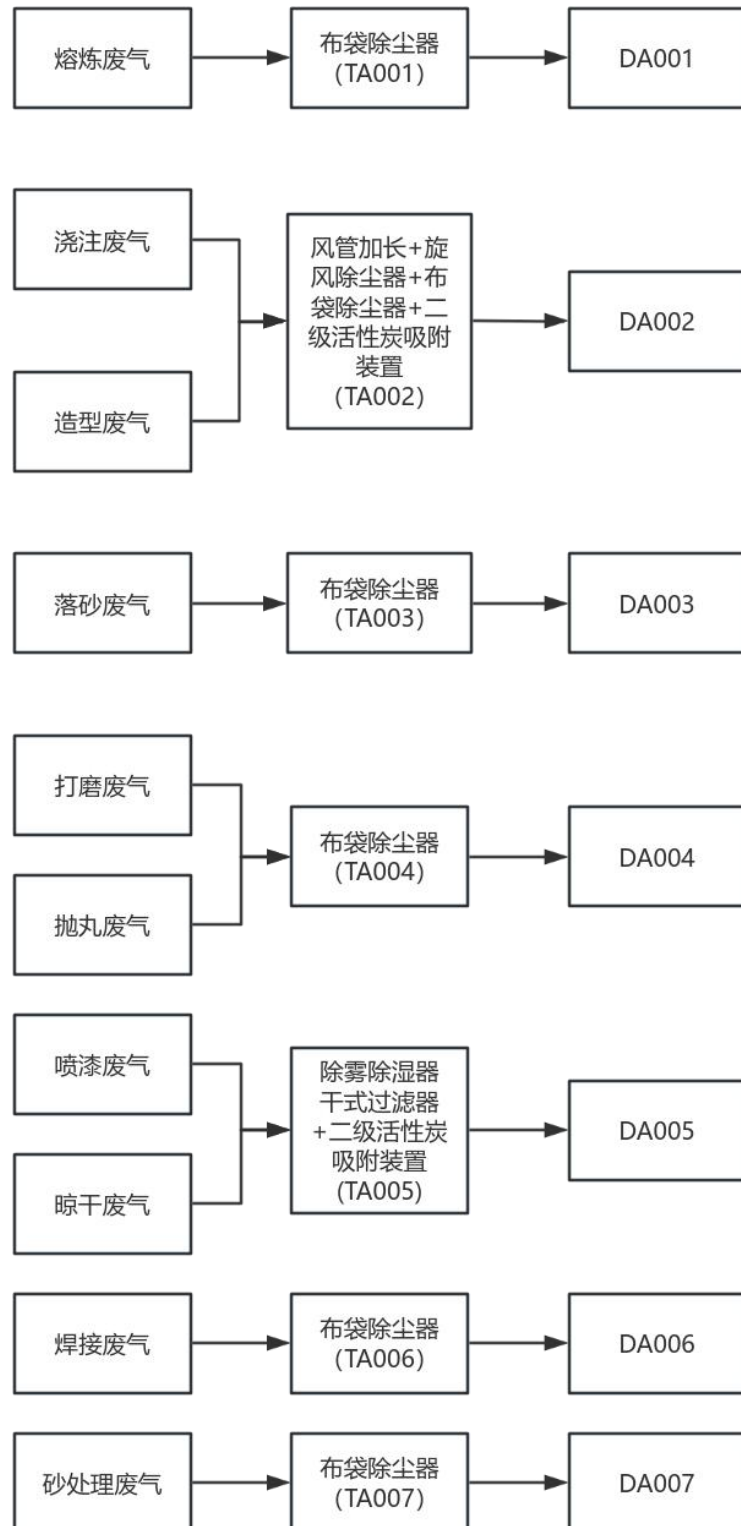 熔炼废气
布袋除尘器
(TA001)
DA001
浇注废气
造型废气
风管加长+旋
风除尘器+布
袋除尘器+二
级活性炭吸附
装置
(TA002)
DA002
落砂废气
布袋除尘器
(TA003)
DA003
打磨废气
抛丸废气
布袋除尘器
(TA004)
DA004
喷漆废气
晾干废气
除雾除湿器
干式过滤器
+二级活性炭
吸附装置
(TA005)
DA005
焊接废气
布袋除尘器
(TA006)
DA006
砂处理废气
布袋除尘器
(TA007)
DA007